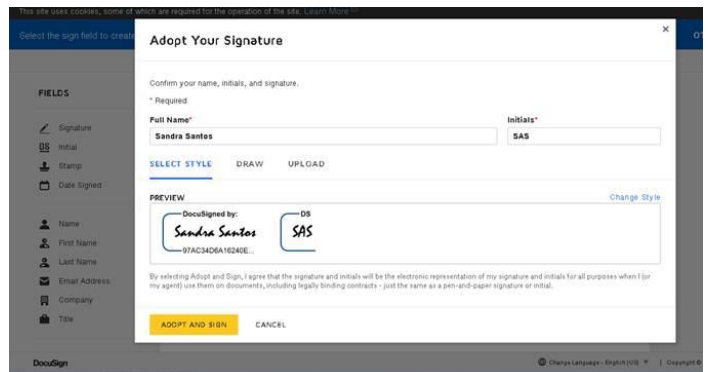 This site uses cookies, some of which are required for the operation of the site. Learn More
Select the sign field to create
Adopt Your Signature
×
Confirm your name, initials, and signature.
* Required
Full Name*
Initials*
Sandra Santos
SAS
SELECT STYLE DRAW UPLOAD
PREVIEW
Change Style
DocuSigned by:
Sandra Santos
97AC34D6A16240E...
DS
SAS
By selecting Adopt and Sign, I agree that the signature and initials will be the electronic representation of my signature and initials for all purposes when I (or
my agent) use them on documents, including legally binding contracts - just the same as a pen-and-paper signature or initial.
ADOPT AND SIGN CANCEL
FIELDS
Signature
DS Initial
Stamp
Date Signed
Name
First Name
Last Name
Email Address
Company
Title
DocuSign
Change Language - English (US) ▼ | Copyright ©